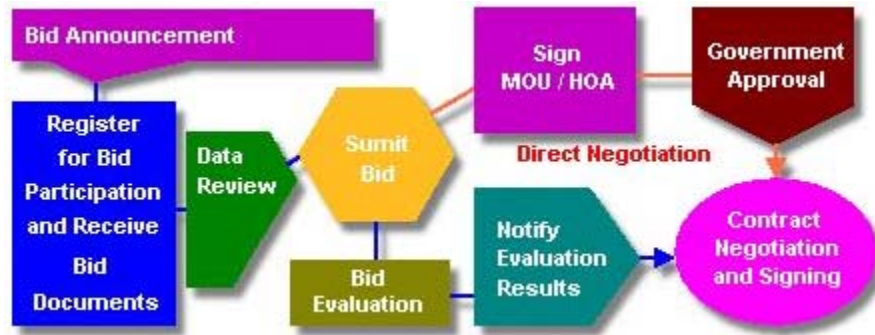 Bid Announcement
Register
for Bid
Participation
and Receive
Bid
Documents
Data
Review
Sumit
Bid
Sign
MOU / HOA
Government
Approval
Direct Negotiation
Bid
Evaluation
Notify
Evaluation
Results
Contract
Negotiation
and Signing